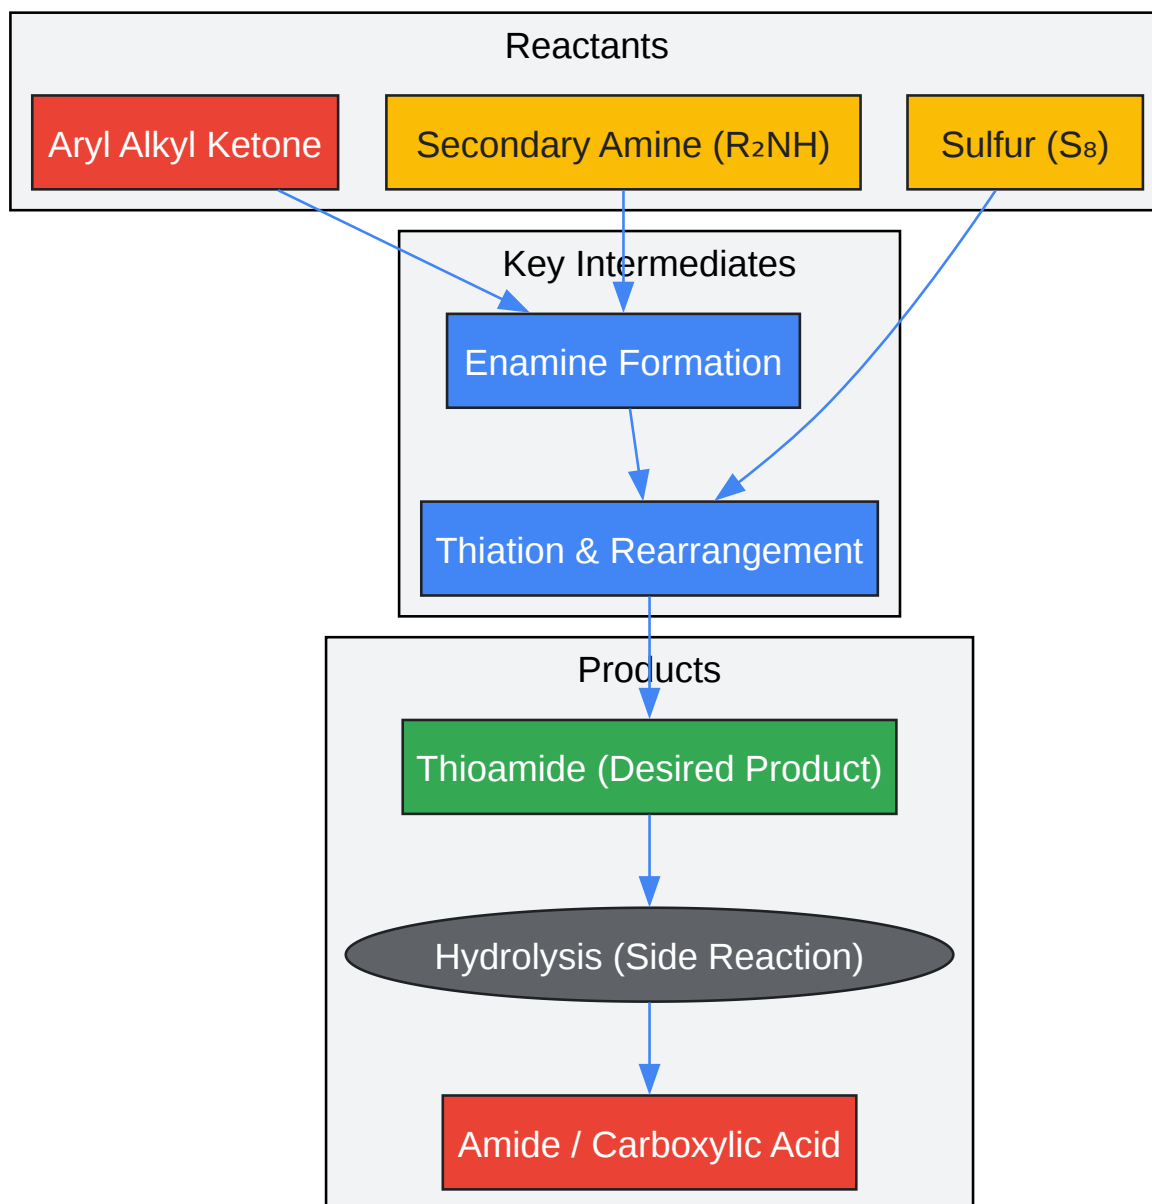 Reactants
Aryl Alkyl Ketone
Secondary Amine (R₂NH)
Sulfur (S₈)
Key Intermediates
Enamine Formation
Thiation & Rearrangement
Products
Thioamide (Desired Product)
Hydrolysis (Side Reaction)
Amide / Carboxylic Acid